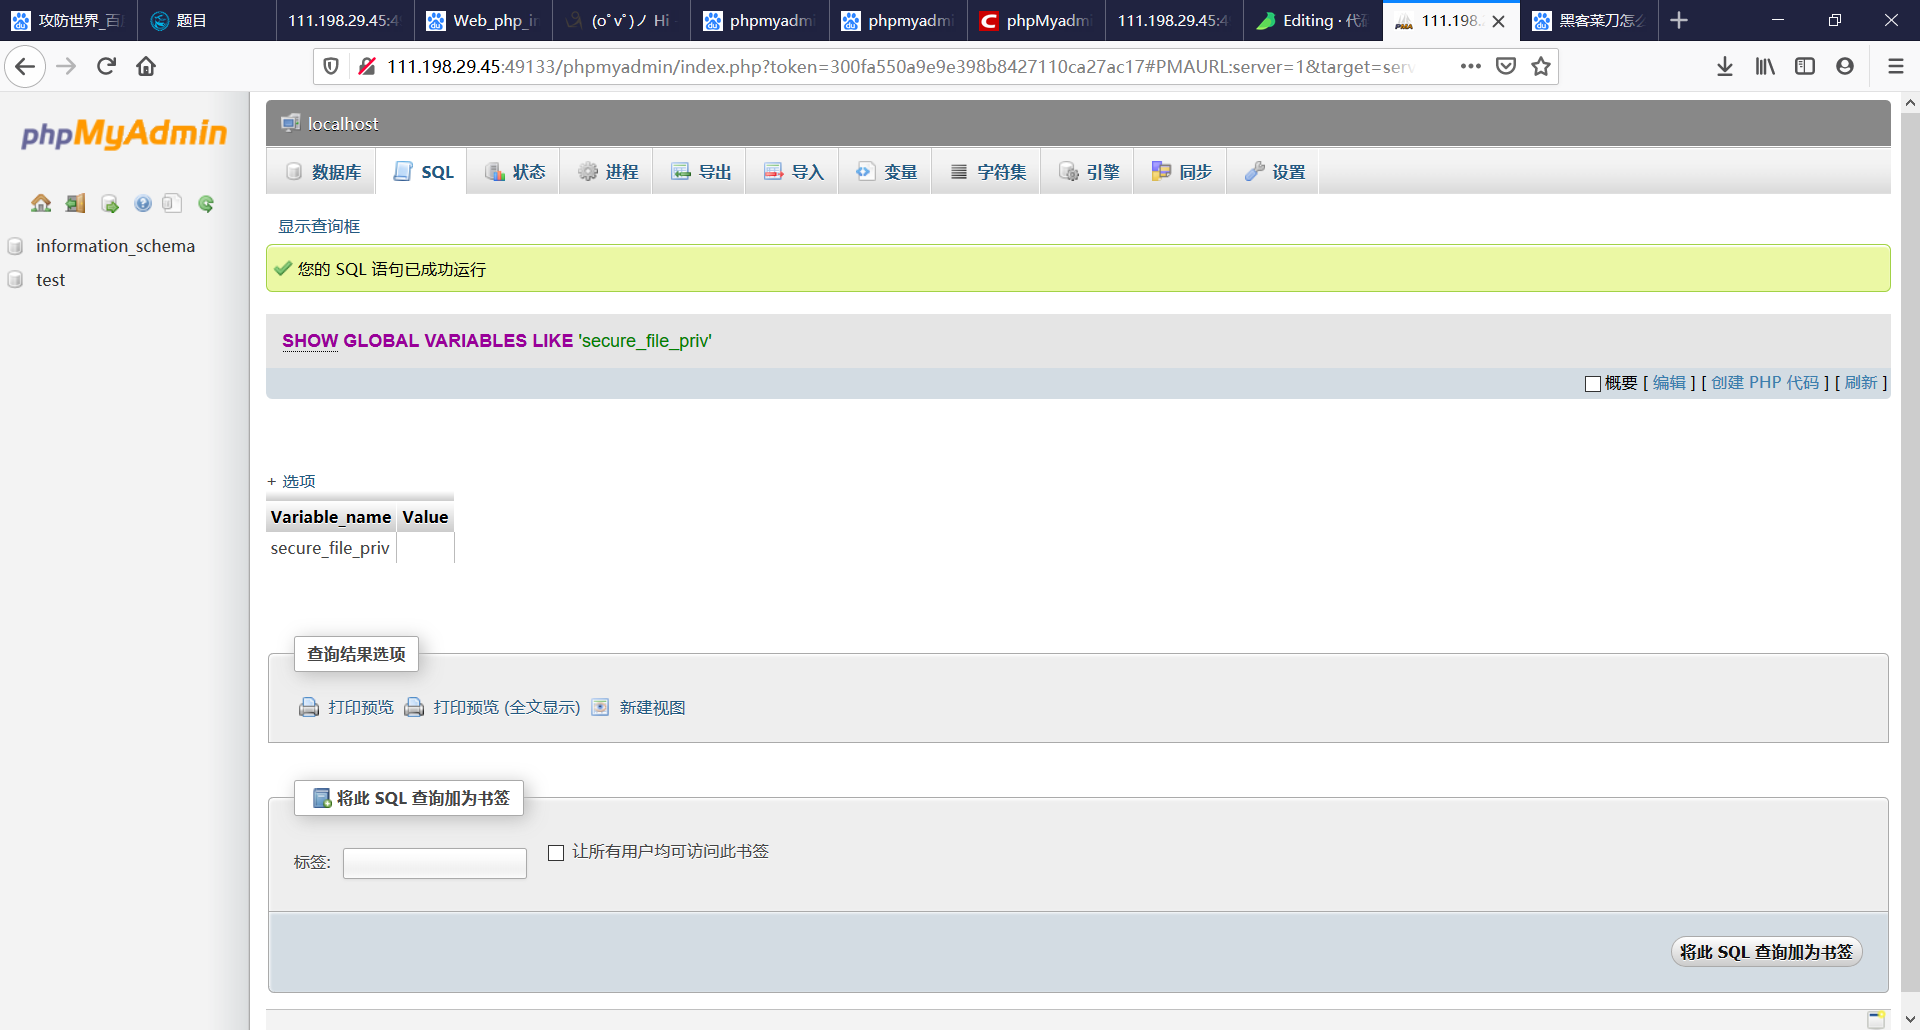 攻防世界_百
题目
111.198.29.45:4
Web_php_i
(o˚v˚)ノ Hi
phpmyadmi
phpmyadmi
phpMyadmi
111.198.29.45:4
Editing · 代
111.198.
黑客菜刀怎
111.198.29.45:49133/phpmyadmin/index.php?token=300fa550a9e9e398b8427110ca27ac17#PMAURL:server=1&target=serv
phpMyAdmin
information_schema
test
localhost
数据库
SQL
状态
进程
导出
导入
变量
字符集
引擎
同步
设置
显示查询框
您的 SQL 语句已成功运行
SHOW GLOBAL VARIABLES LIKE 'secure_file_priv'
概要 [ 编辑 ] [ 创建 PHP 代码 ] [ 刷新 ]
+ 选项
Variable_name Value
secure_file_priv
查询结果选项
打印预览 打印预览 (全文显示) 新建视图
将此 SQL 查询加为书签
标签: 让所有用户均可访问此书签
将此 SQL 查询加为书签